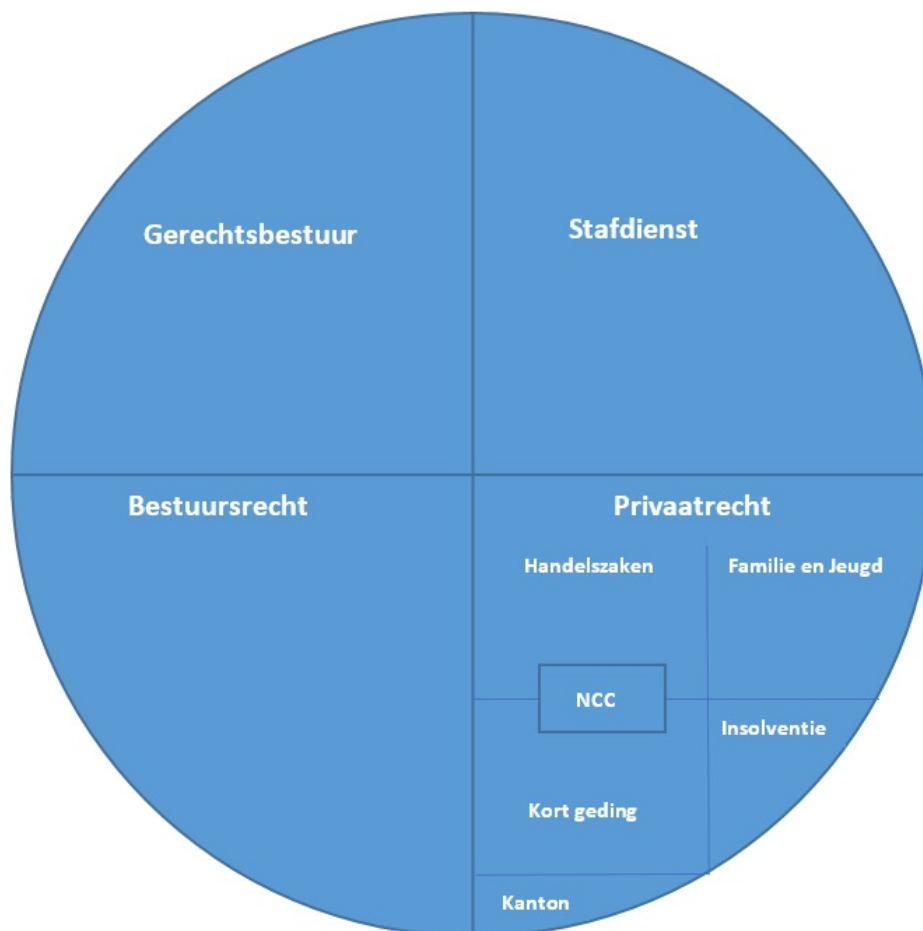 Gerechtsbestuur
Stafdienst
Bestuursrecht
Privaatrecht
Handelszaken
Familie en Jeugd
NCC
Insolventie
Kort geding
Kanton